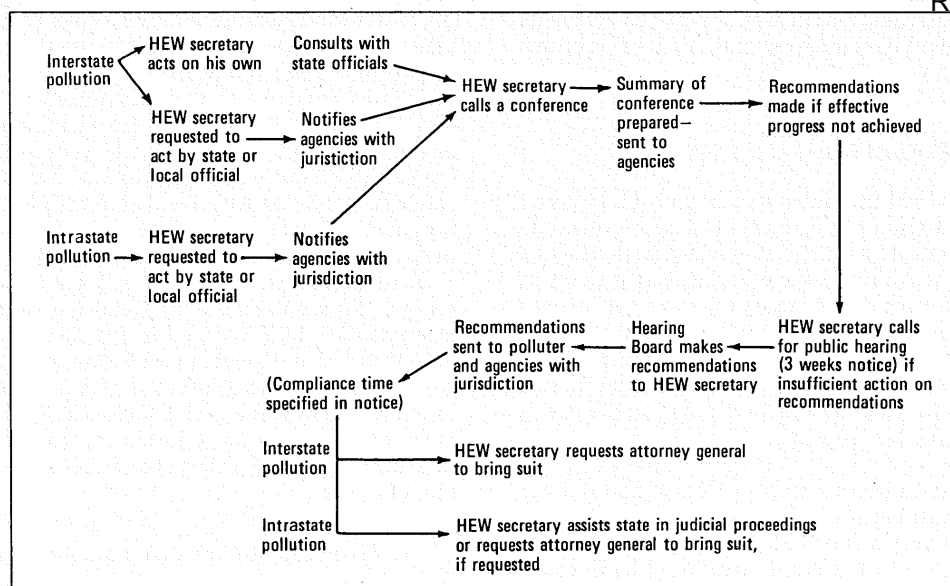 R
HEW secretary
acts on his own
Consults with
state officials
Interstate
pollution
HEW secretary
calls a conference
Summary of
conference
prepared—
sent to
agencies
Recommendations
made if effective
progress not achieved
HEW secretary
requested to
act by state or
local official
Notifies
agencies with
juristiction
Intrastate
pollution
HEW secretary
requested to
act by state or
local official
Notifies
agencies with
jurisdiction
HEW secretary calls
for public hearing
(3 weeks notice) if
insufficient action on
recommendations
Hearing
Board makes
recommendations
to HEW secretary
Recommendations
sent to polluter
and agencies with
jurisdiction
(Compliance time
specified in notice)
Interstate
pollution
HEW secretary requests attorney general
to bring suit
Intrastate
pollution
HEW secretary assists state in judicial proceedings
or requests attorney general to bring suit,
if requested